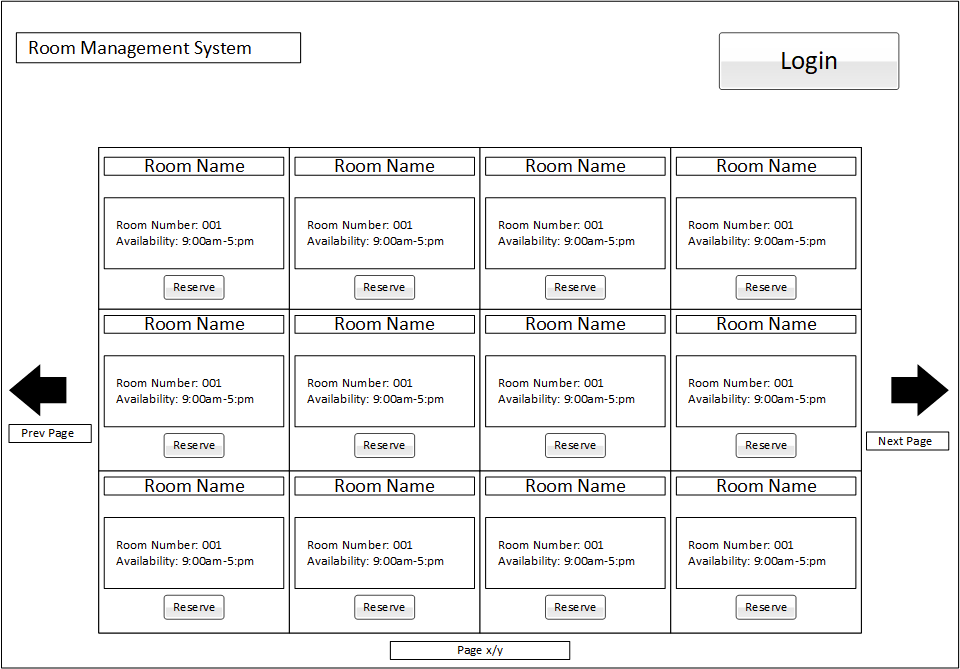 Room Management System
Login
Room Name
Room Name
Room Name
Room Name
Room Number: 001
Availability: 9:00am-5:pm
Room Number: 001
Availability: 9:00am-5:pm
Room Number: 001
Availability: 9:00am-5:pm
Room Number: 001
Availability: 9:00am-5:pm
Reserve
Reserve
Reserve
Reserve
Room Name
Room Name
Room Name
Room Name
Room Number: 001
Availability: 9:00am-5:pm
Room Number: 001
Availability: 9:00am-5:pm
Room Number: 001
Availability: 9:00am-5:pm
Room Number: 001
Availability: 9:00am-5:pm
Prev Page
Next Page
Reserve
Reserve
Reserve
Reserve
Room Name
Room Name
Room Name
Room Name
Room Number: 001
Availability: 9:00am-5:pm
Room Number: 001
Availability: 9:00am-5:pm
Room Number: 001
Availability: 9:00am-5:pm
Room Number: 001
Availability: 9:00am-5:pm
Reserve
Reserve
Reserve
Reserve
Page x/y